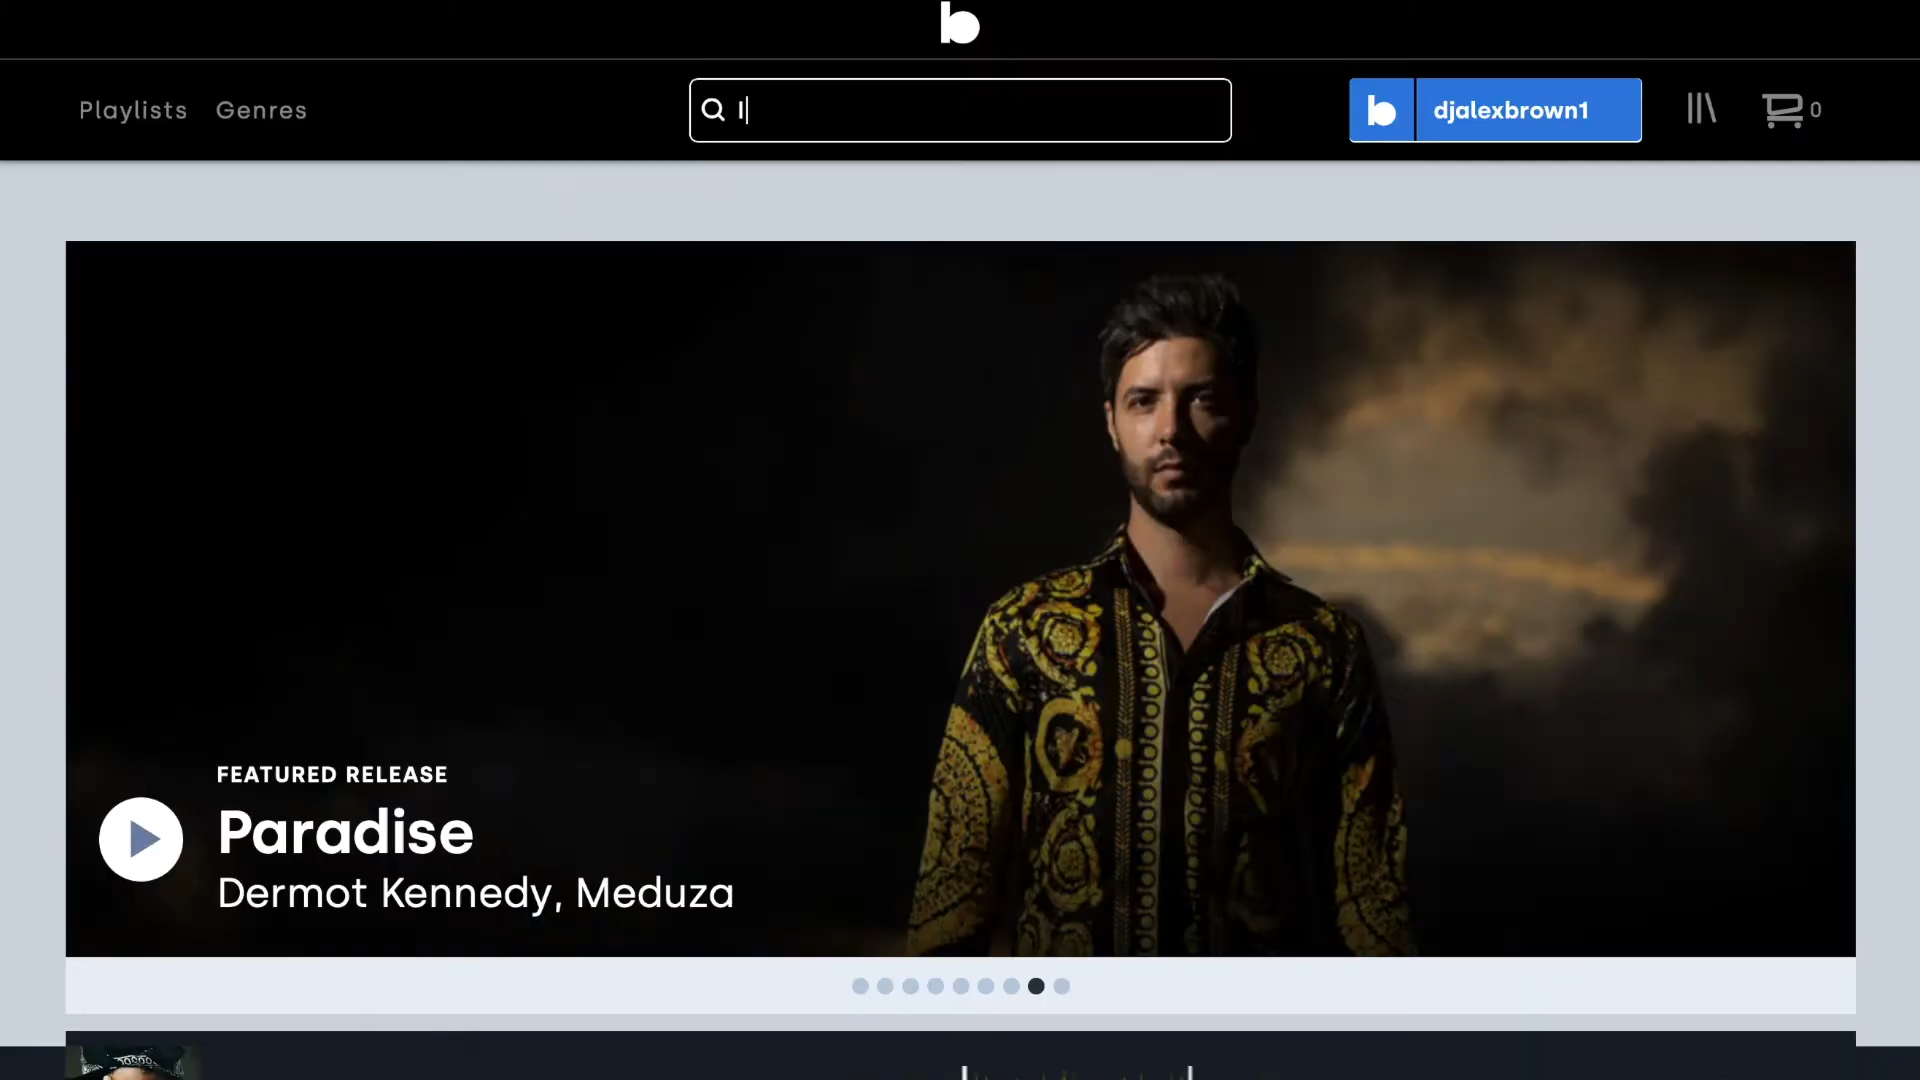 b
Playlists Genres
l
b djalexbrown1
0
FEATURED RELEASE
Paradise
Dermot Kennedy, Meduza